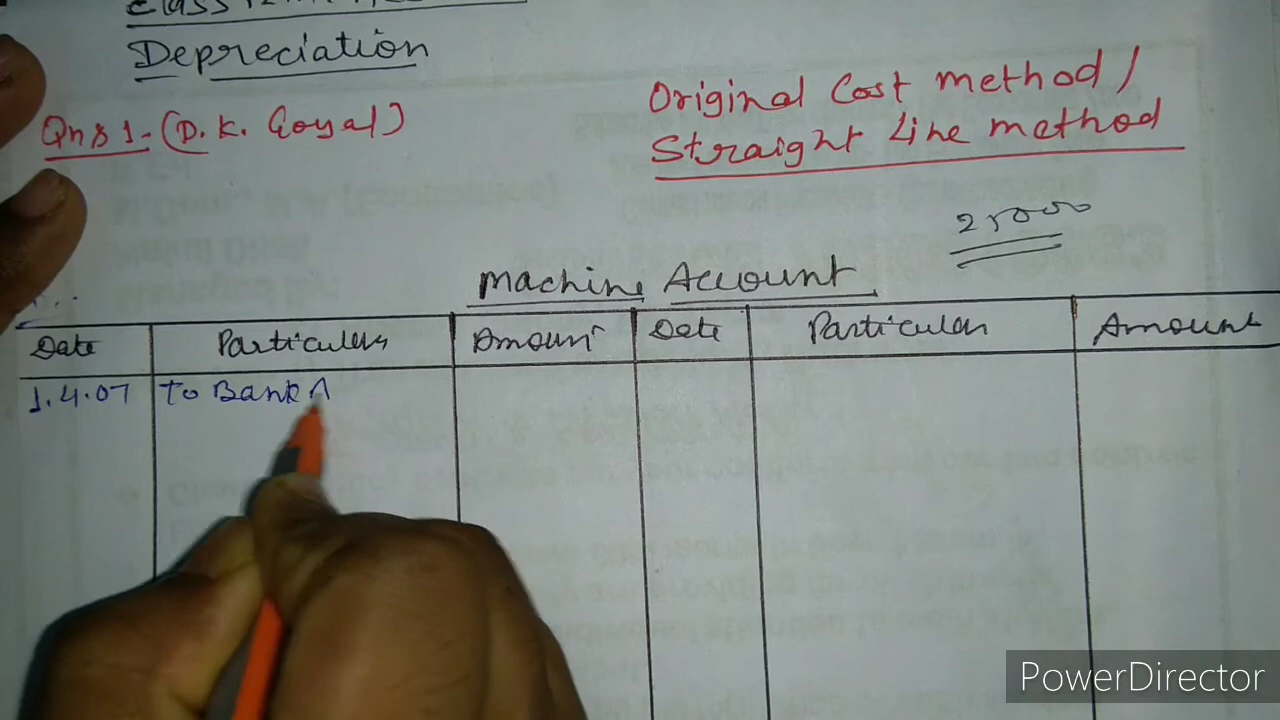 Depreciation
Qns 1 - (D. K. Goyal)
Original Cost method /
Straight Line method
25000
Machine Account
Date Particulars Amount Date Particulars Amount
1.4.07 To Bank A
PowerDirector